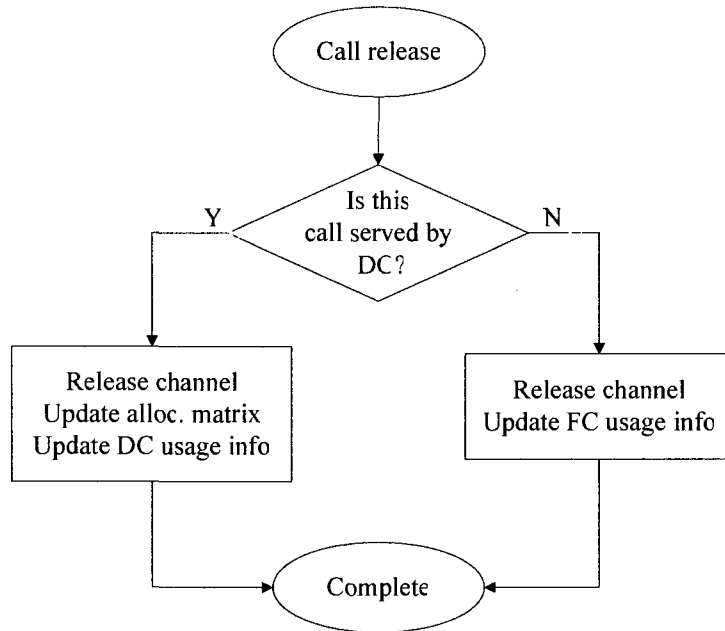 Call release
Is this
call served by
DC?
Y
N
Release channel
Update alloc. matrix
Update DC usage info
Release channel
Update FC usage info
Complete